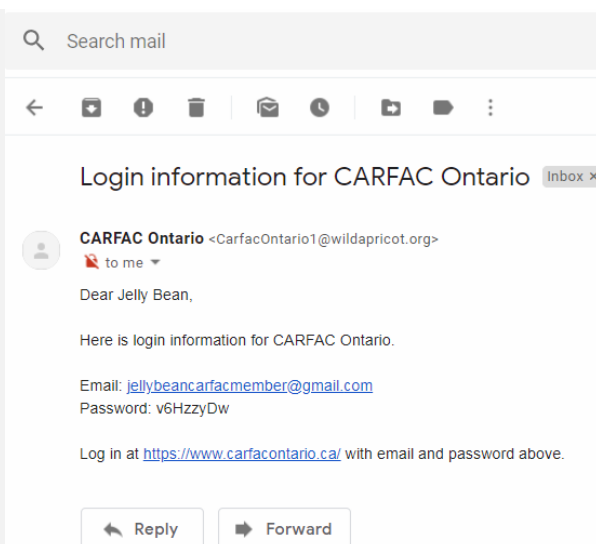 Search mail
Login information for CARFAC Ontario Inbox ×
CARFAC Ontario <CarfacOntario1@wildapricot.org>
to me
Dear Jelly Bean,
Here is login information for CARFAC Ontario.
Email: jellybeancarfacmember@gmail.com
Password: v6HzzyDw
Log in at https://www.carfacontario.ca/ with email and password above.
Reply Forward